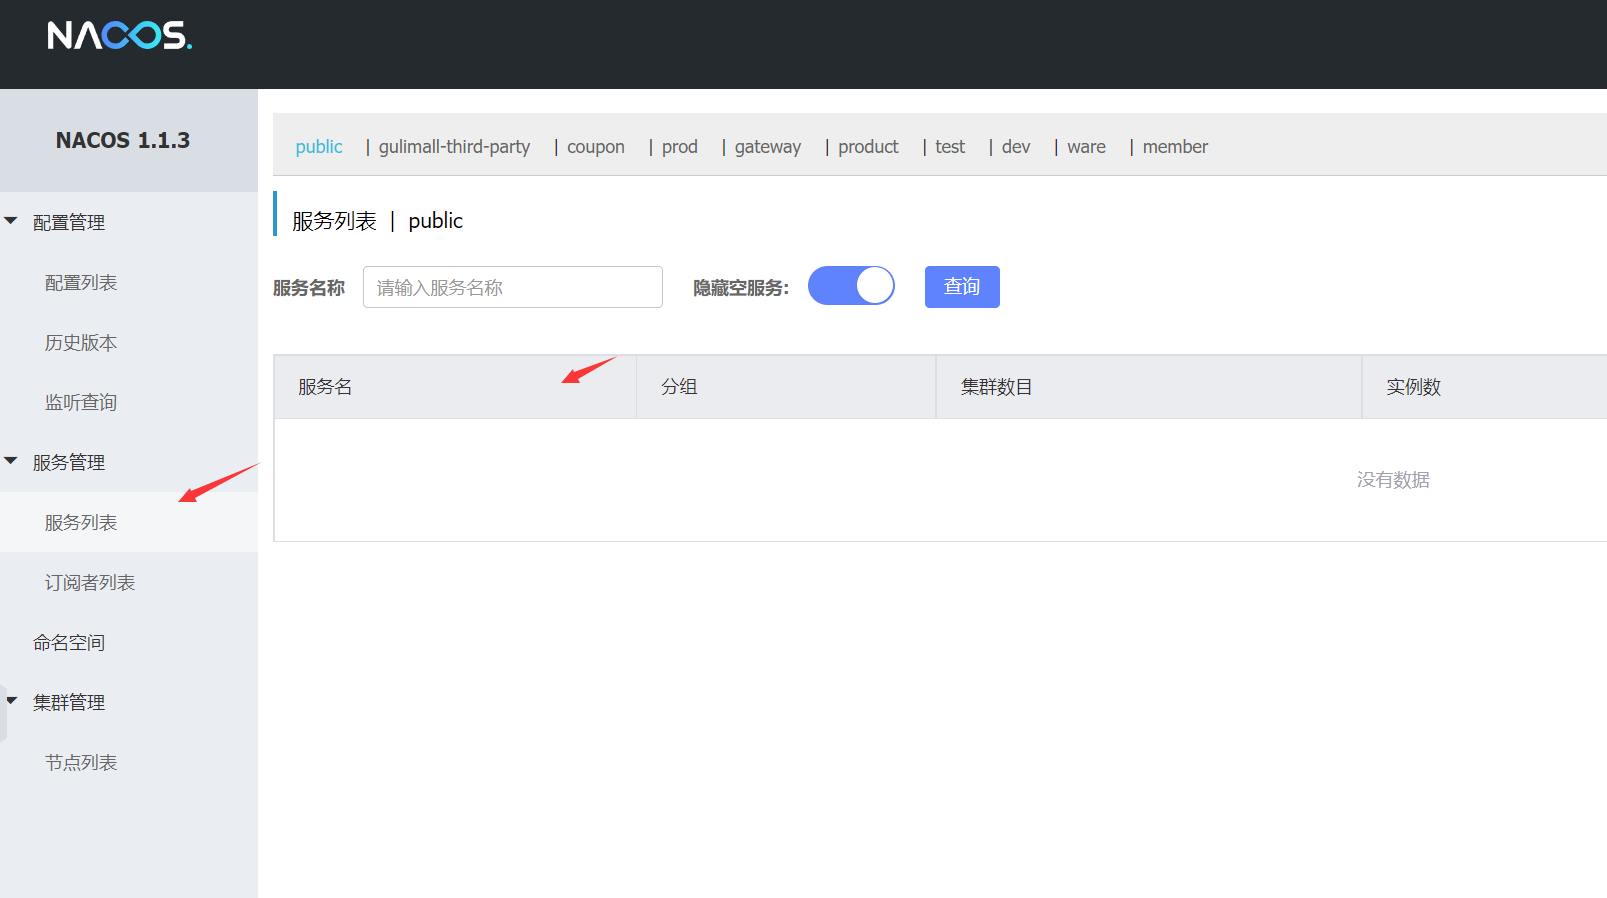 NACOS.
NACOS 1.1.3
配置管理
配置列表
历史版本
监听查询
服务管理
服务列表
订阅者列表
命名空间
集群管理
节点列表
public | gulimall-third-party | coupon | prod | gateway | product | test | dev | ware | member
服务列表 | public
服务名称 请输入服务名称 隐藏空服务: 查询
服务名 分组 集群数目 实例数
没有数据